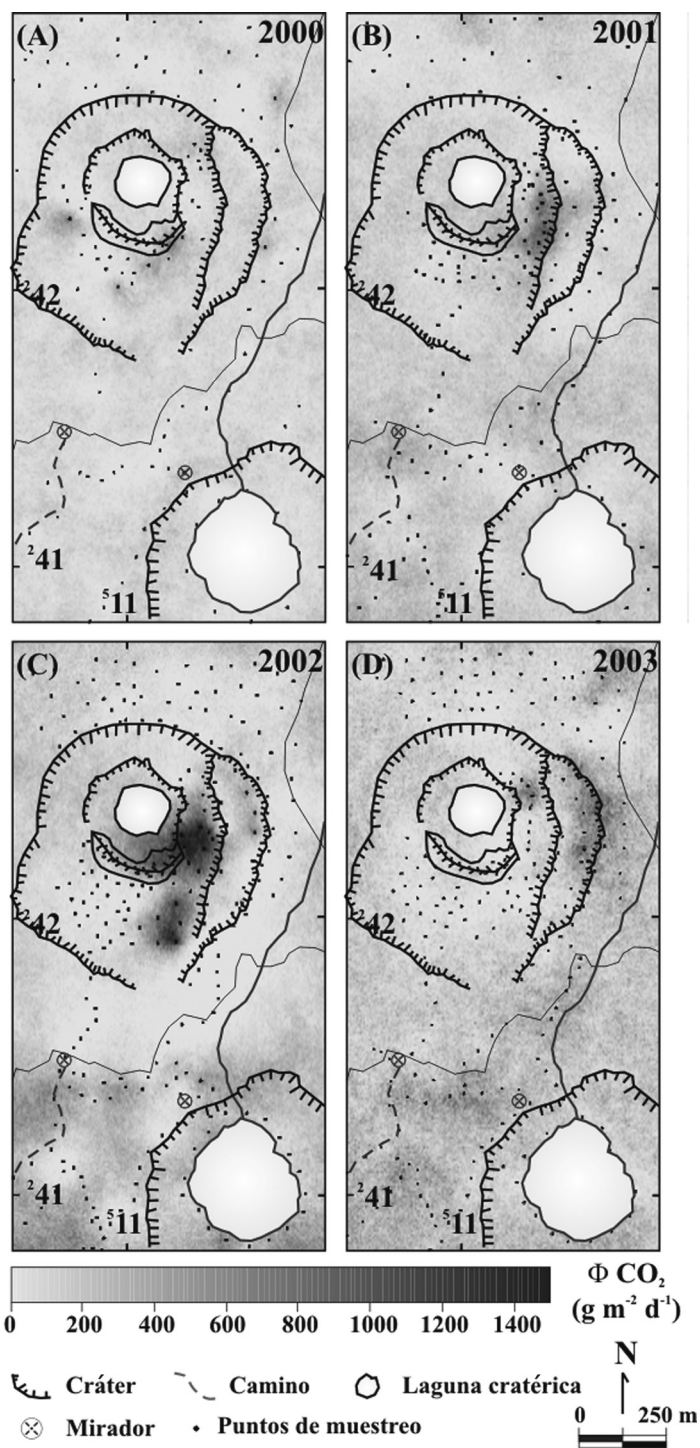 (A) 2000
(B) 2001
²42
²42
²41
²41
⁵11
⁵11
(C) 2002
(D) 2003
²42
²42
²41
²41
⁵11
⁵11
0 200 400 600 800 1000 1200 1400
Φ CO₂
(g m⁻² d⁻¹)
Cráter
Camino
Laguna cratérica
Mirador
Puntos de muestreo
N
0 250 m